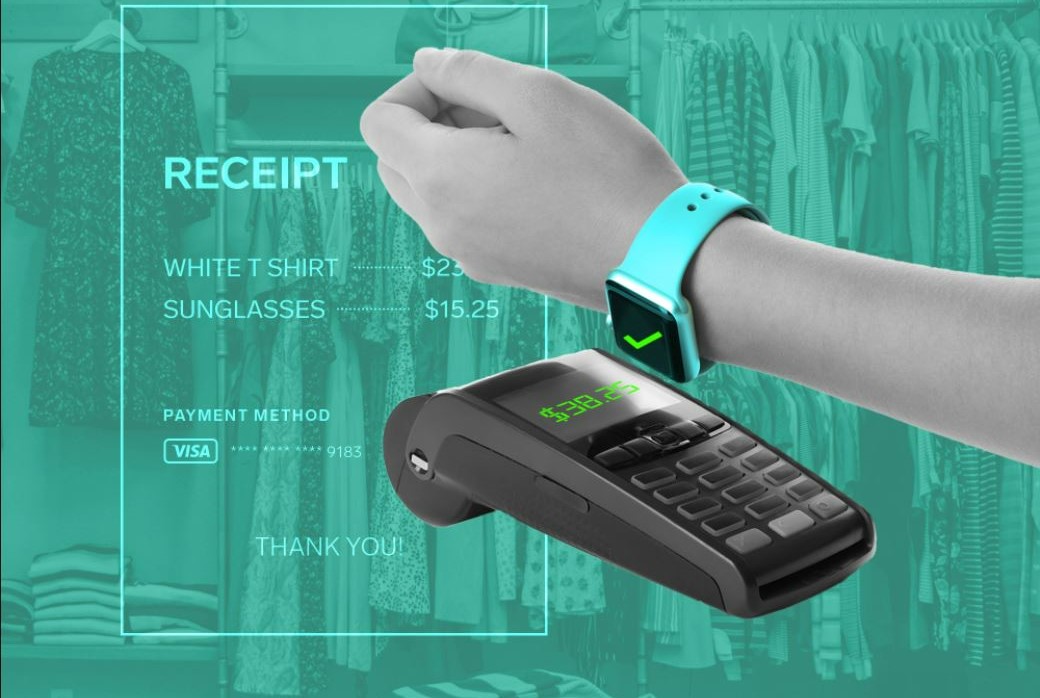 RECEIPT
WHITE T SHIRT ............ $23
SUNGLASSES ............ $15.25
PAYMENT METHOD
VISA **** **** **** 9183
THANK YOU!
$38.25